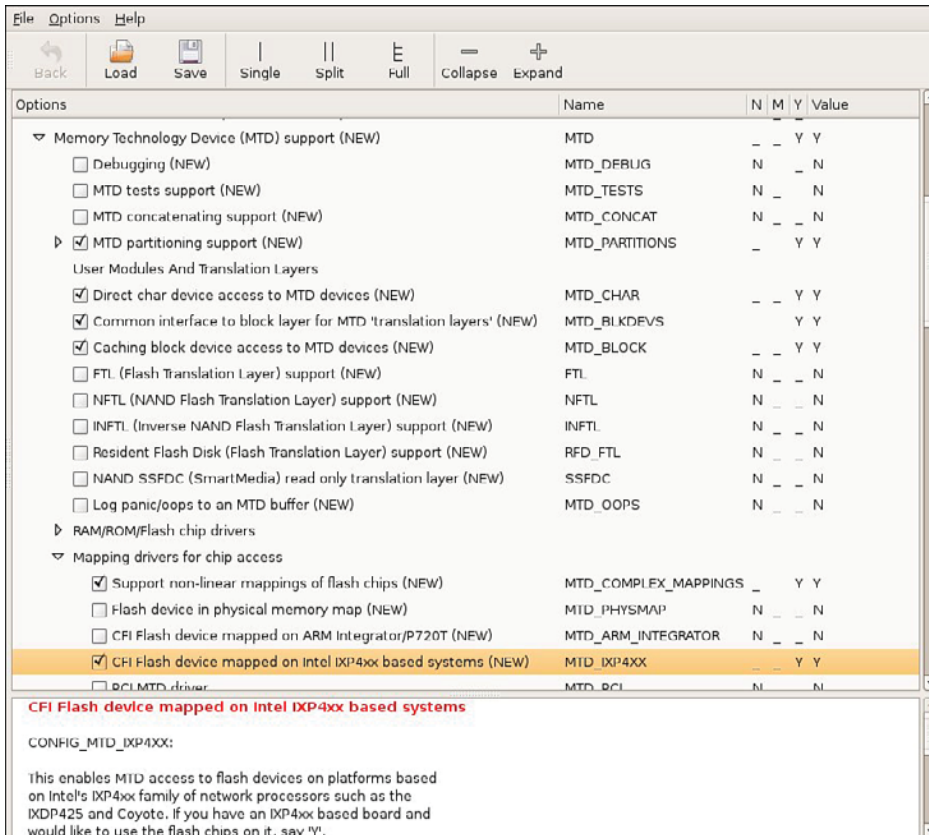 File Options Help
Back Load Save Single Split Full Collapse Expand
Options Name N M Y Value
Memory Technology Device (MTD) support (NEW) MTD _ _ Y Y
Debugging (NEW) MTD_DEBUG N _ N
MTD tests support (NEW) MTD_TESTS N _ N
MTD concatenating support (NEW) MTD_CONCAT N _ _ N
MTD partitioning support (NEW) MTD_PARTITIONS _ Y Y
User Modules And Translation Layers
Direct char device access to MTD devices (NEW) MTD_CHAR _ _ Y Y
Common interface to block layer for MTD 'translation layers' (NEW) MTD_BLKDEVS Y Y
Caching block device access to MTD devices (NEW) MTD_BLOCK _ _ Y Y
FTL (Flash Translation Layer) support (NEW) FTL N _ _ N
NFTL (NAND Flash Translation Layer) support (NEW) NFTL N _ _ N
INFTL (Inverse NAND Flash Translation Layer) support (NEW) INFTL N _ _ N
Resident Flash Disk (Flash Translation Layer) support (NEW) RFD_FTL N _ _ N
NAND SSFDC (SmartMedia) read only translation layer (NEW) SSFDC N _ _ N
Log panic/oops to an MTD buffer (NEW) MTD_OOPS N _ _ N
RAM/ROM/Flash chip drivers
Mapping drivers for chip access
Support non-linear mappings of flash chips (NEW) MTD_COMPLEX_MAPPINGS _ Y Y
Flash device in physical memory map (NEW) MTD_PHYSMAP N _ _ N
CFI Flash device mapped on ARM Integrator/P720T (NEW) MTD_ARM_INTEGRATOR N _ _ N
CFI Flash device mapped on Intel IXP4xx based systems (NEW) MTD_IXP4XX _ _ Y Y
PCI MTD driver MTD_PCI N N
CFI Flash device mapped on Intel IXP4xx based systems
CONFIG_MTD_IXP4XX:
This enables MTD access to flash devices on platforms based
on Intel's IXP4xx family of network processors such as the
IXDP425 and Coyote. If you have an IXP4xx based board and
would like to use the flash chips on it, say 'Y'.